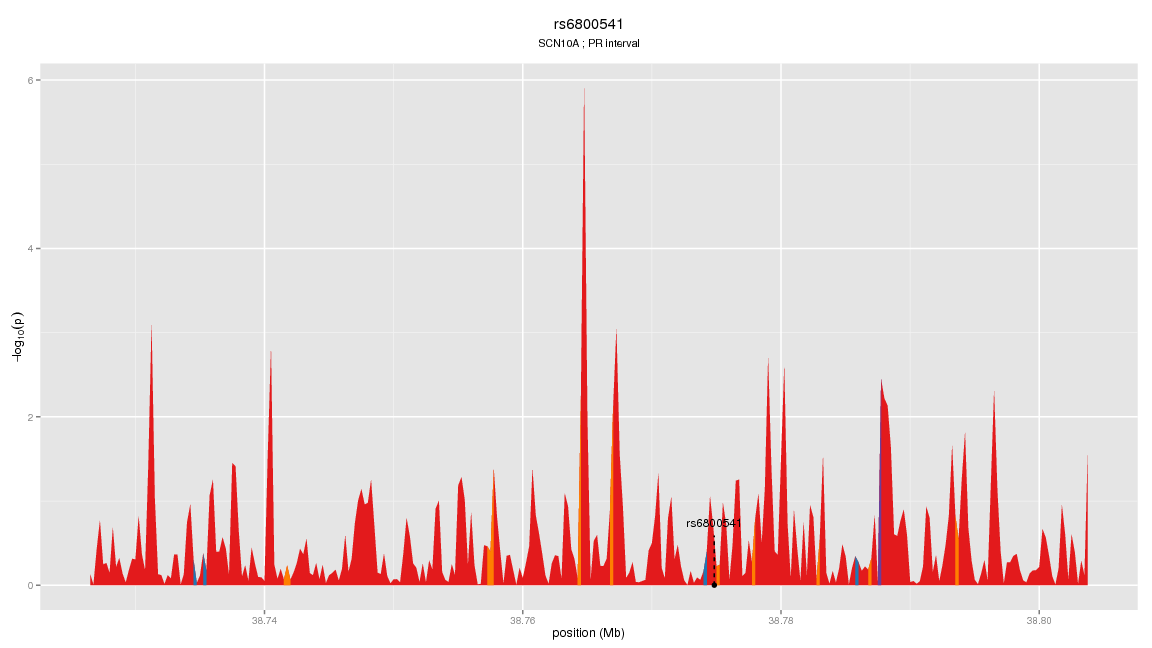 rs6800541
SCN10A ; PR interval
−log10(p)
6
4
2
0
rs6800541
38.74
38.76
38.78
38.80
position (Mb)